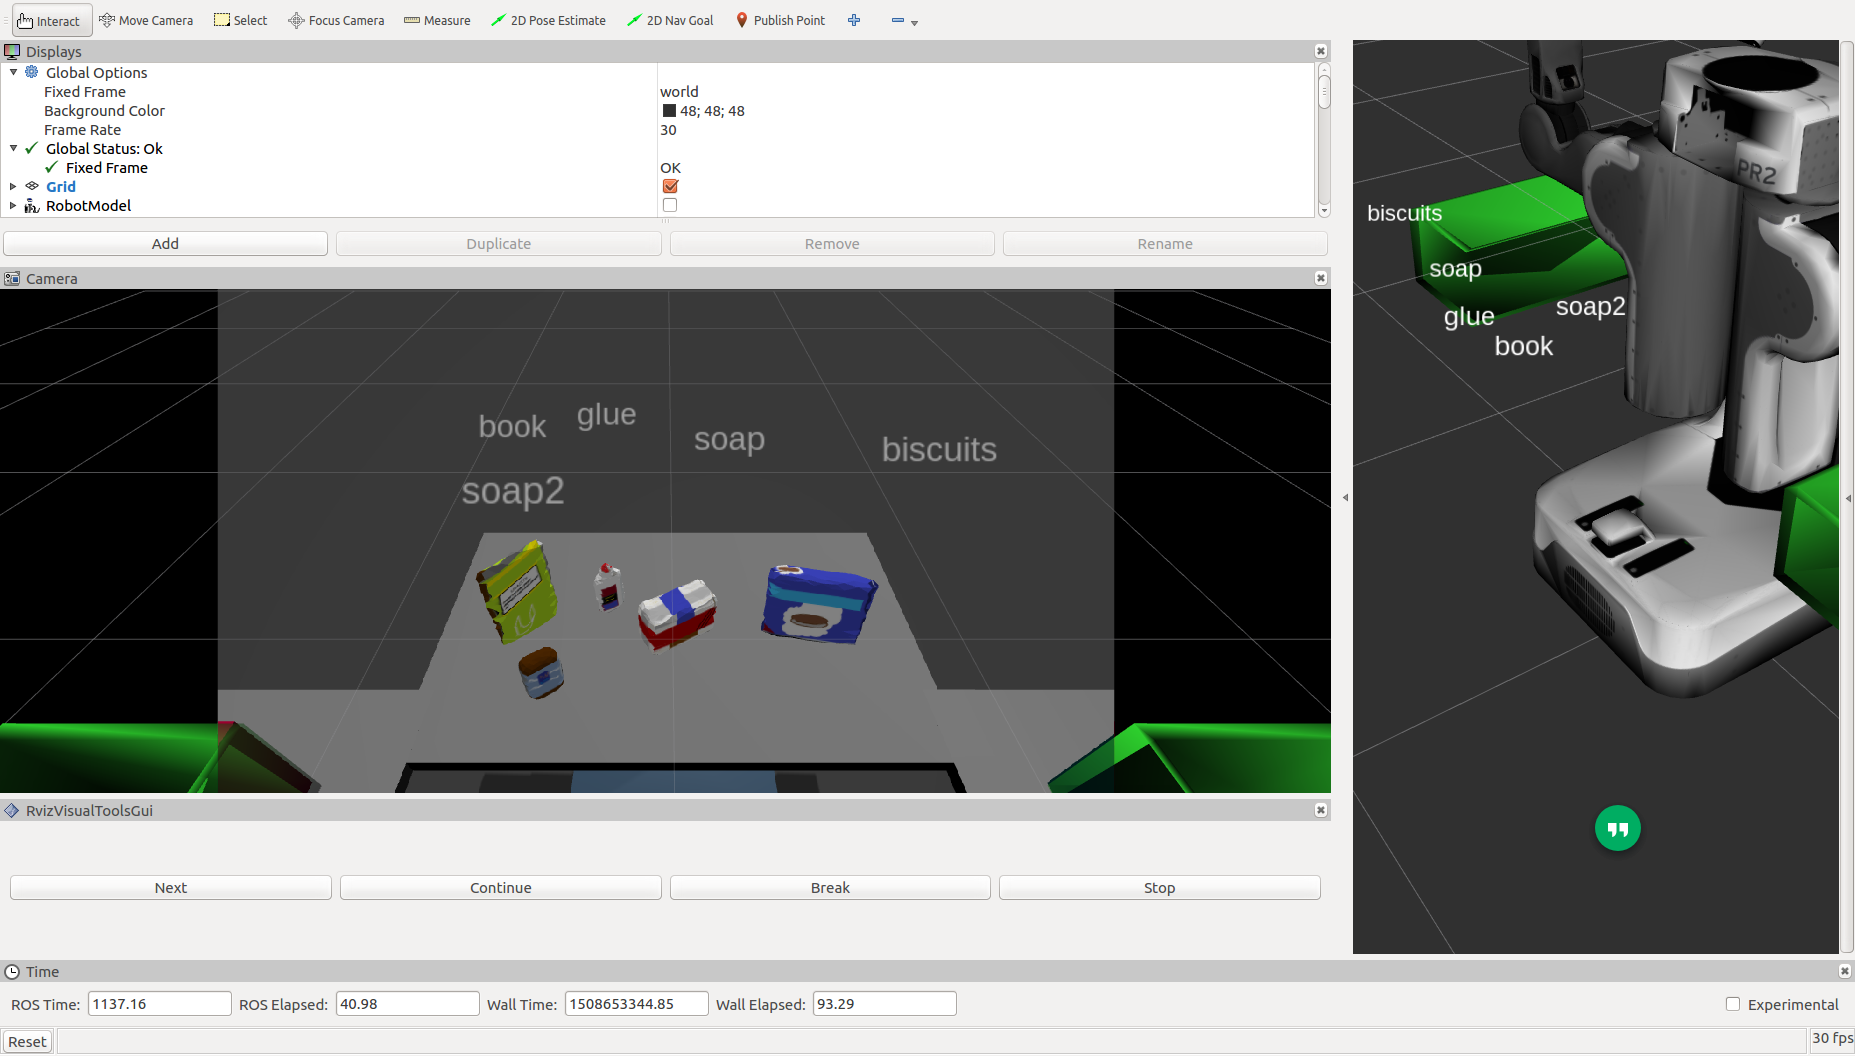 Interact Move Camera Select Focus Camera Measure 2D Pose Estimate 2D Nav Goal Publish Point
Displays
Global Options
Fixed Frame world
Background Color 48; 48; 48
Frame Rate 30
Global Status: Ok
Fixed Frame OK
Grid
RobotModel
Add Duplicate Remove Rename
Camera
book glue soap biscuits
soap2
RvizVisualToolsGui
Next Continue Break Stop
PR2
biscuits
soap
glue soap2
book
Time
ROS Time: 1137.16 ROS Elapsed: 40.98 Wall Time: 1508653344.85 Wall Elapsed: 93.29 Experimental
Reset 30 fps